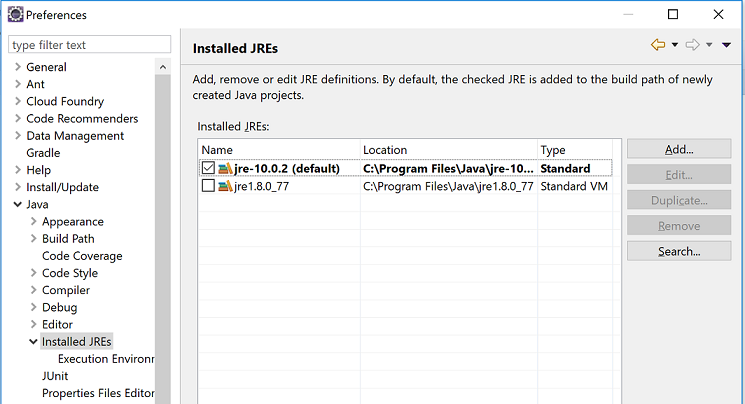 Preferences
type filter text
General
Ant
Cloud Foundry
Code Recommenders
Data Management
Gradle
Help
Install/Update
Java
Appearance
Build Path
Code Coverage
Code Style
Compiler
Debug
Editor
Installed JREs
Execution Environm
JUnit
Properties Files Editor
Installed JREs
Add, remove or edit JRE definitions. By default, the checked JRE is added to the build path of newly
created Java projects.
Installed JREs:
Name Location Type
jre-10.0.2 (default) C:\Program Files\Java\jre-10... Standard
jre1.8.0_77 C:\Program Files\Java\jre1.8.0_77 Standard VM
Add...
Edit...
Duplicate...
Remove
Search...